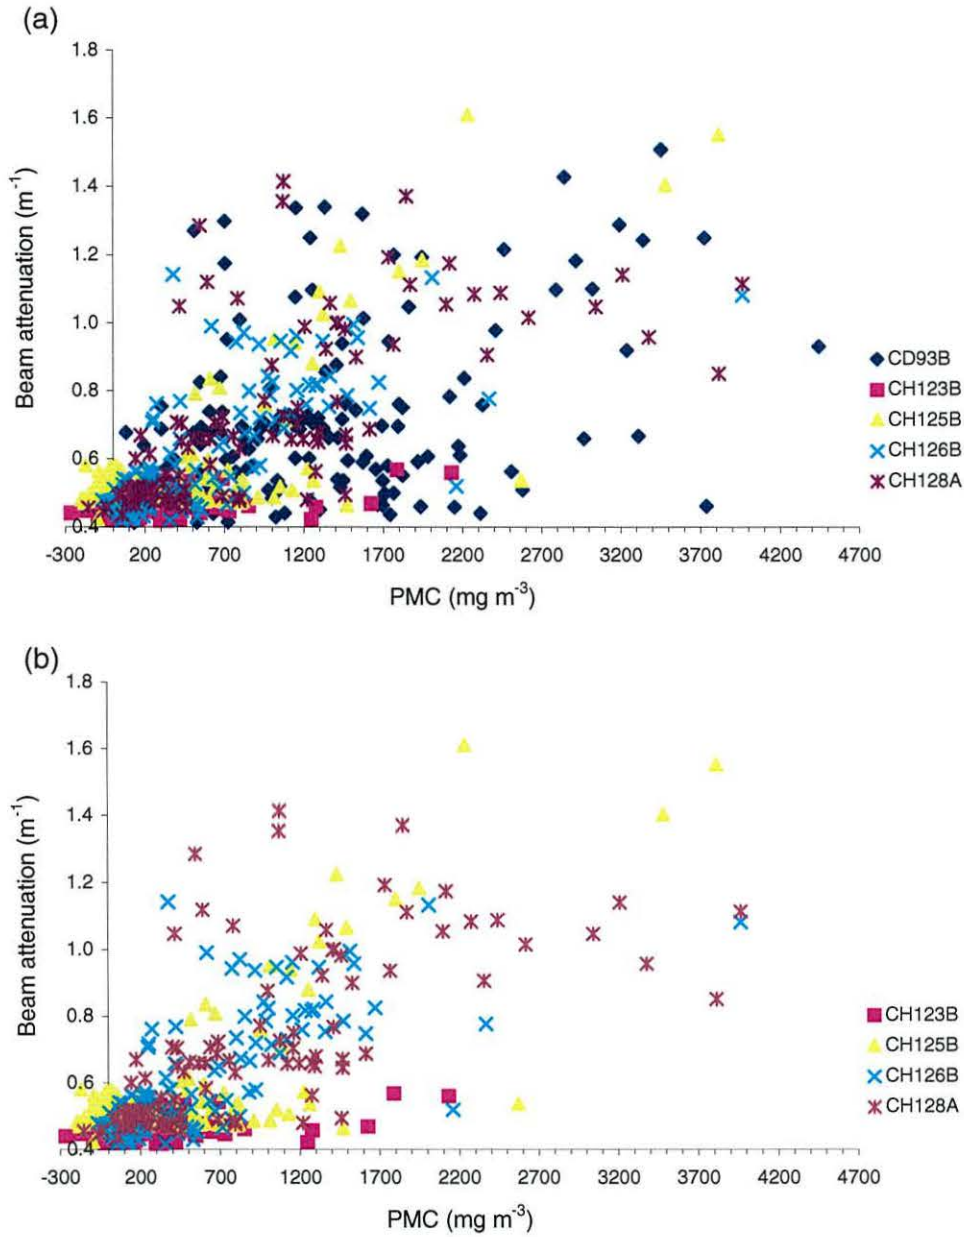 (a)
1.8
1.6
1.4
1.2
1.0
0.8
0.6
0.4
Beam attenuation (m⁻¹)
-300 200 700 1200 1700 2200 2700 3200 3700 4200 4700
PMC (mg m⁻³)
CD93B
CH123B
CH125B
CH126B
CH128A
(b)
1.8
1.6
1.4
1.2
1.0
0.8
0.6
0.4
Beam attenuation (m⁻¹)
-300 200 700 1200 1700 2200 2700 3200 3700 4200 4700
PMC (mg m⁻³)
CH123B
CH125B
CH126B
CH128A